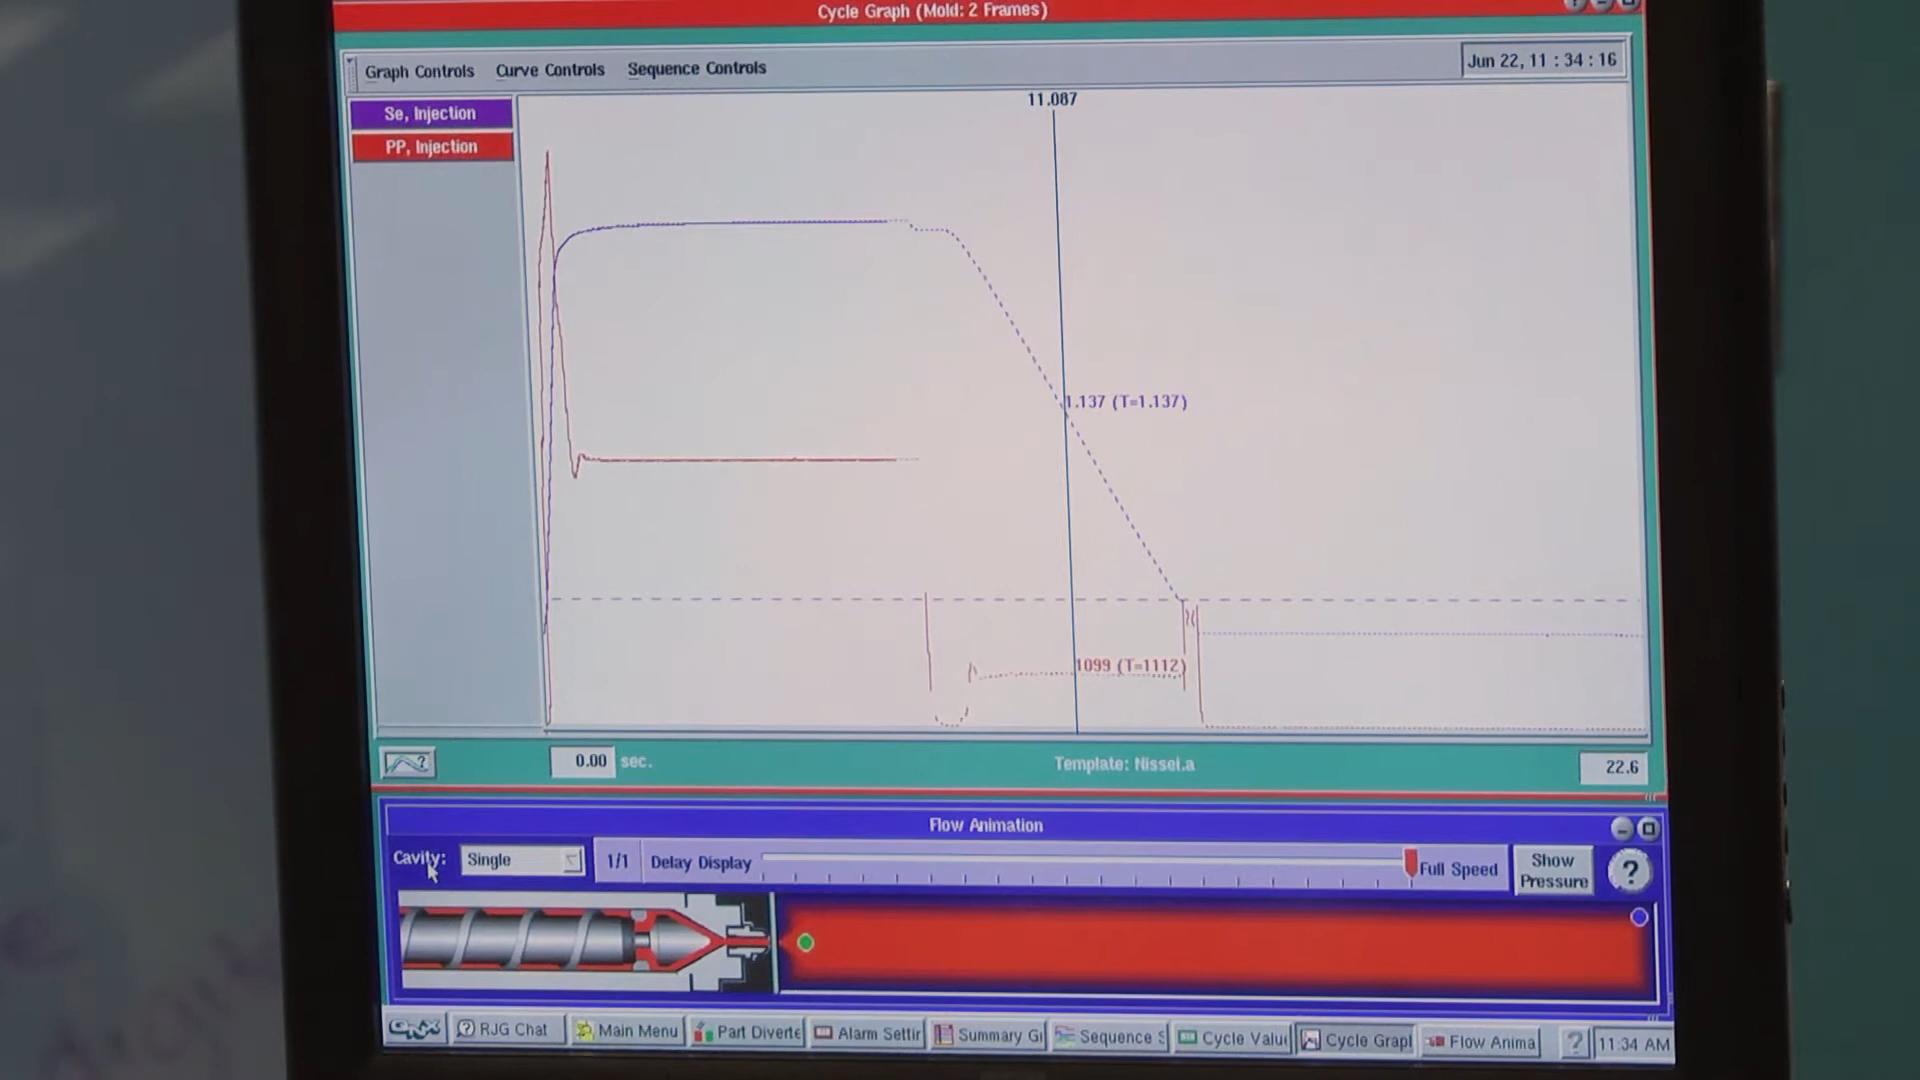 Cycle Graph (Mold: 2 Frames)
Graph Controls Curve Controls Sequence Controls
Jun 22, 11 : 34 : 16
Se, Injection
PP, Injection
11.087
1.137 (T=1.137)
1099 (T=1112)
0.00 sec.
Template: Nissei.a
22.6
Flow Animation
Cavity: Single 1/1 Delay Display Full Speed
Show
Pressure
?
QNX ? RJG Chat Main Menu Part Diverte Alarm Settir Summary Gr Sequence S Cycle Valu Cycle Grapl Flow Anima ? 11:34 AM